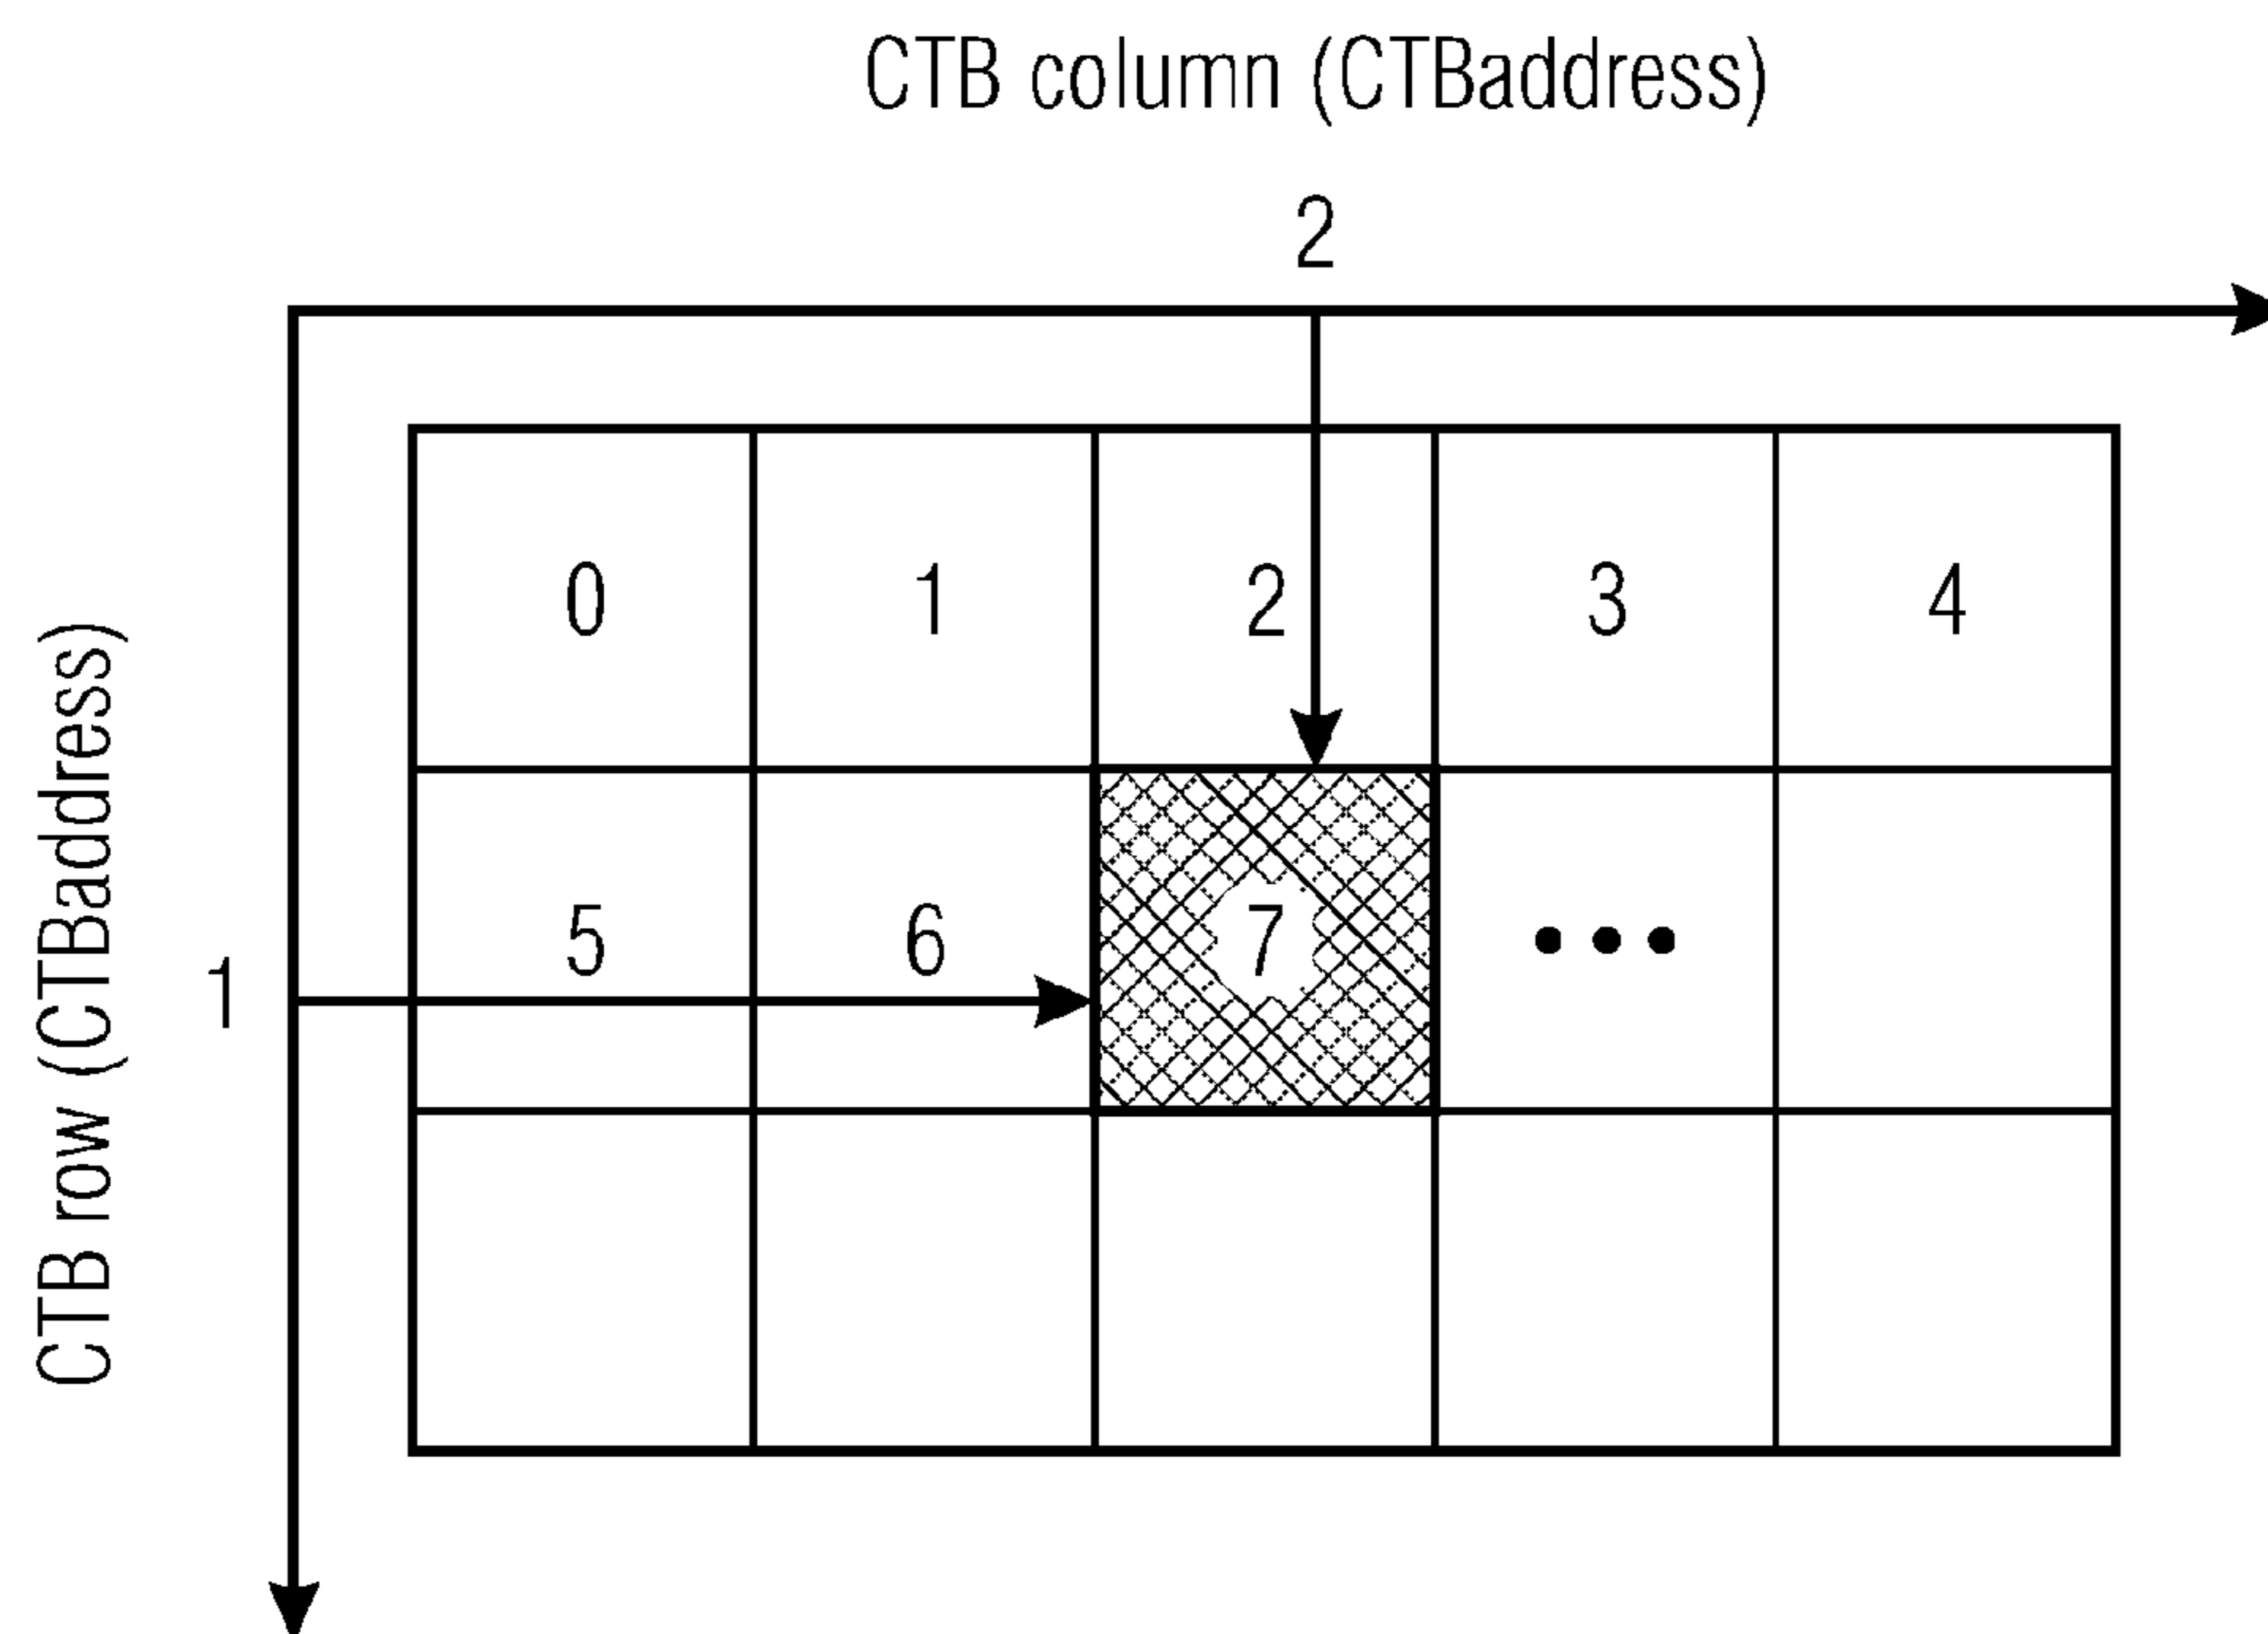 CTB column (CTBaddress)
2
0 1 2 3 4
CTB row (CTBaddress)
1
5 6 7 •••